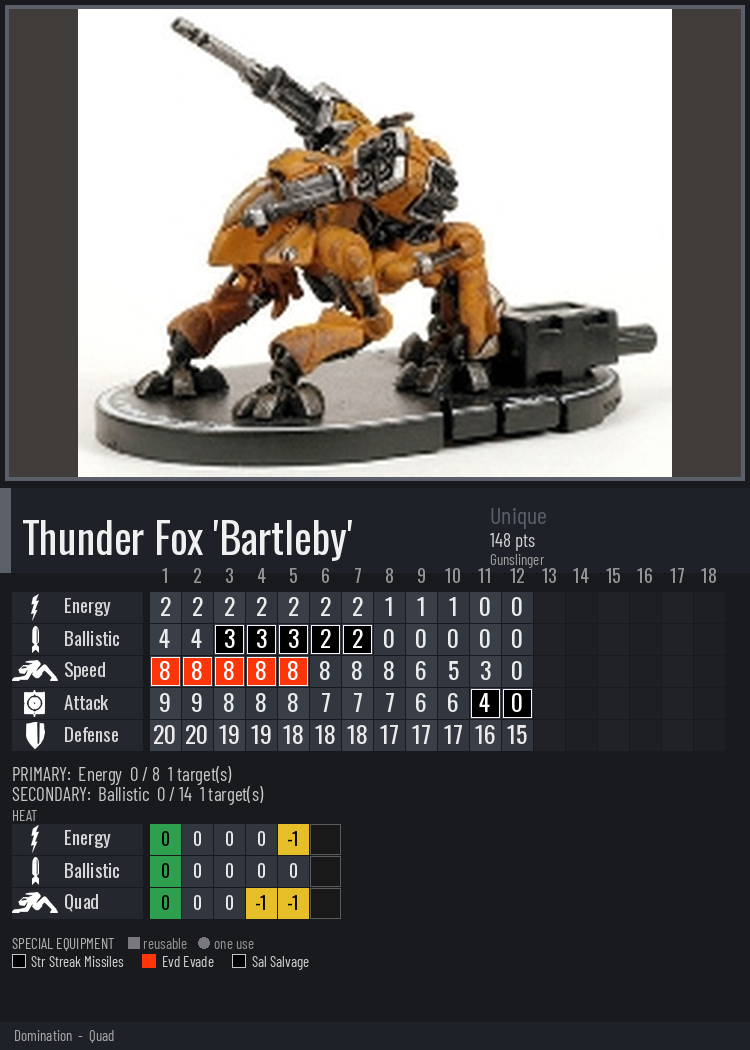 Thunder Fox 'Bartleby'
Unique
148 pts
Gunslinger
1 2 3 4 5 6 7 8 9 10 11 12 13 14 15 16 17 18
Energy 2 2 2 2 2 2 2 1 1 1 0 0
Ballistic 4 4 3 3 3 2 2 0 0 0 0 0
Speed 8 8 8 8 8 8 8 8 6 5 3 0
Attack 9 9 8 8 8 7 7 7 6 6 4 0
Defense 20 20 19 19 18 18 18 17 17 17 16 15
PRIMARY: Energy 0 / 8 1 target(s)
SECONDARY: Ballistic 0 / 14 1 target(s)
HEAT
Energy 0 0 0 0 -1
Ballistic 0 0 0 0 0
Quad 0 0 0 -1 -1
SPECIAL EQUIPMENT reusable one use
Str Streak Missiles Evd Evade Sal Salvage
Domination - Quad